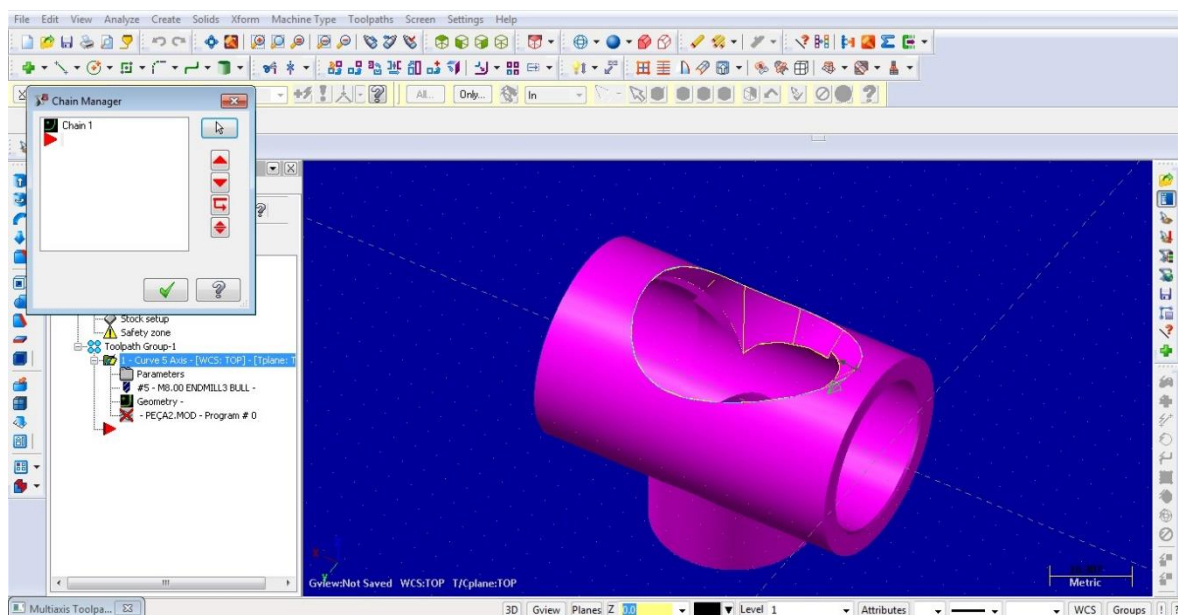 File Edit View Analyze Create Solids Xform Machine Type Toolpaths Screen Settings Help
All... Only... In
Chain Manager
Chain 1
Stock setup
Safety zone
Toolpath Group-1
1 - Curve 5 Axis - [WCS: TOP] - [Tplane: T
Parameters
#5 - M8.00 ENDMILL3 BULL -
Geometry -
- PEÇA2.MOD - Program # 0
Gview:Not Saved WCS:TOP T/Cplane:TOP
Metric
Multiaxis Toolpa...
3D Gview Planes Z 0.0 Level 1 Attributes WCS Groups ! ?